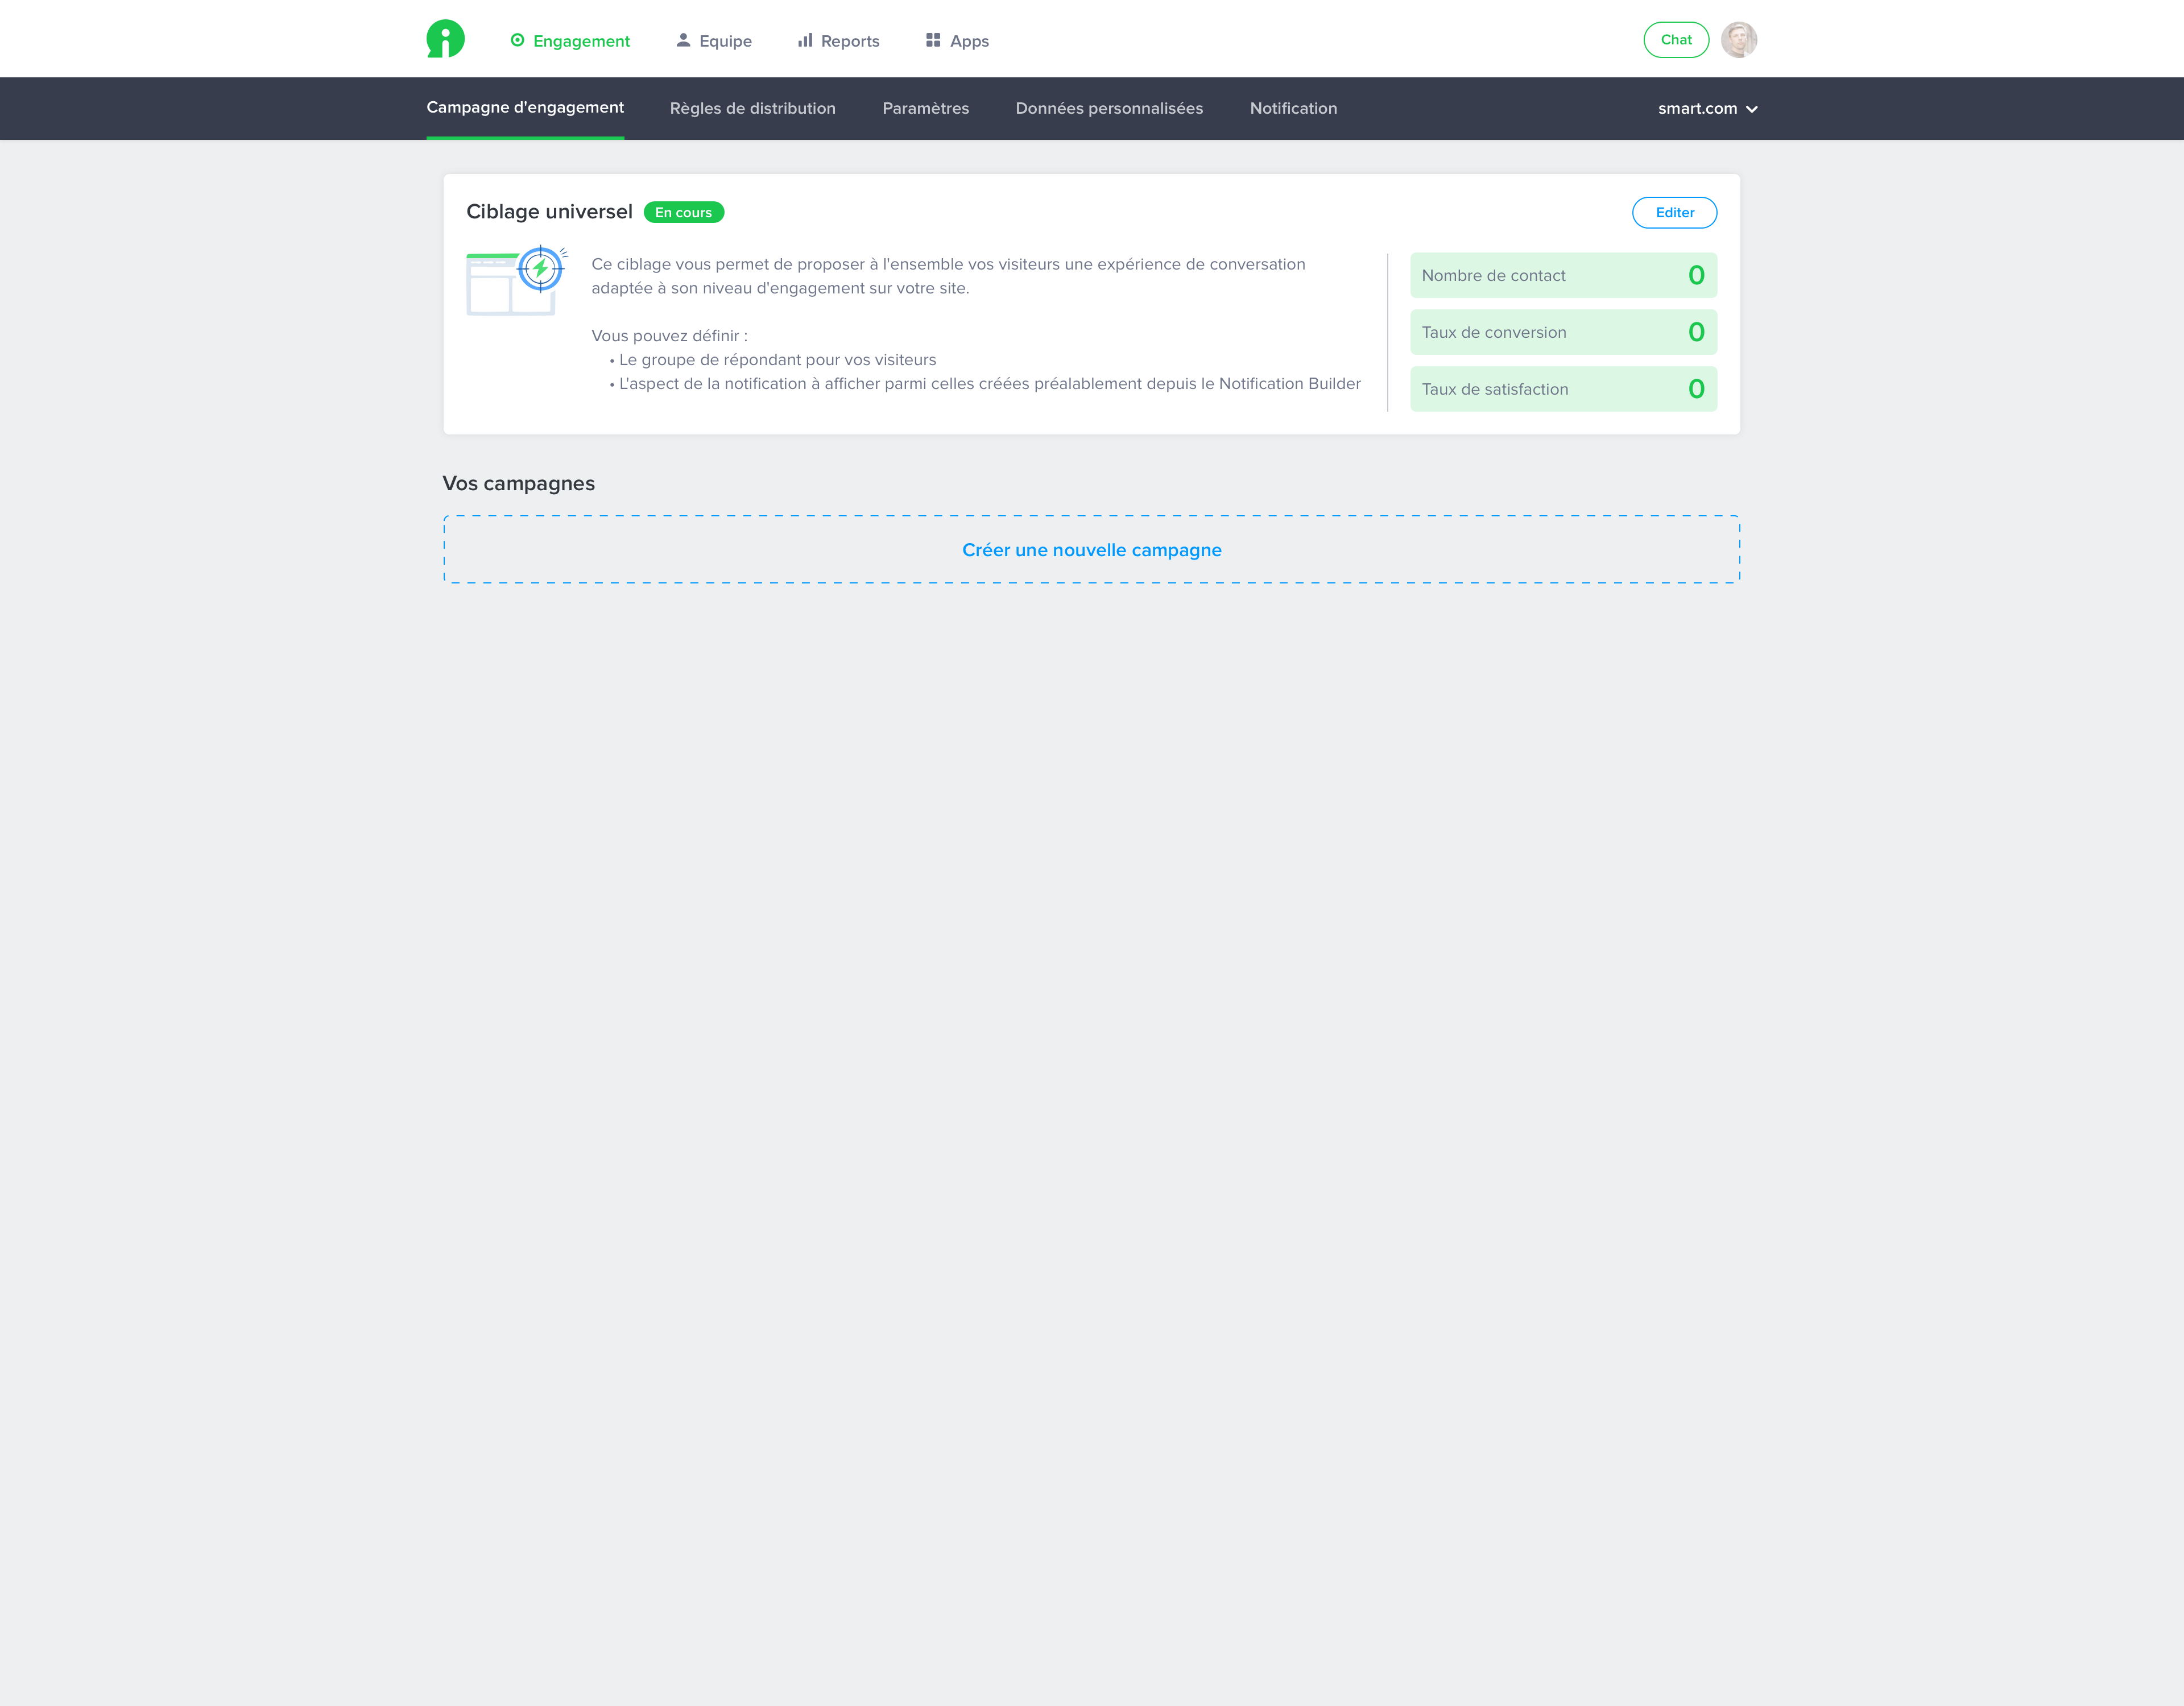 Engagement
Equipe
Reports
Apps
Chat
Campagne d'engagement
Règles de distribution
Paramètres
Données personnalisées
Notification
smart.com
Ciblage universel
En cours
Editer
Ce ciblage vous permet de proposer à l'ensemble vos visiteurs une expérience de conversation
adaptée à son niveau d'engagement sur votre site.
Vous pouvez définir :
• Le groupe de répondant pour vos visiteurs
• L'aspect de la notification à afficher parmi celles créées préalablement depuis le Notification Builder
Nombre de contact 0
Taux de conversion 0
Taux de satisfaction 0
Vos campagnes
Créer une nouvelle campagne